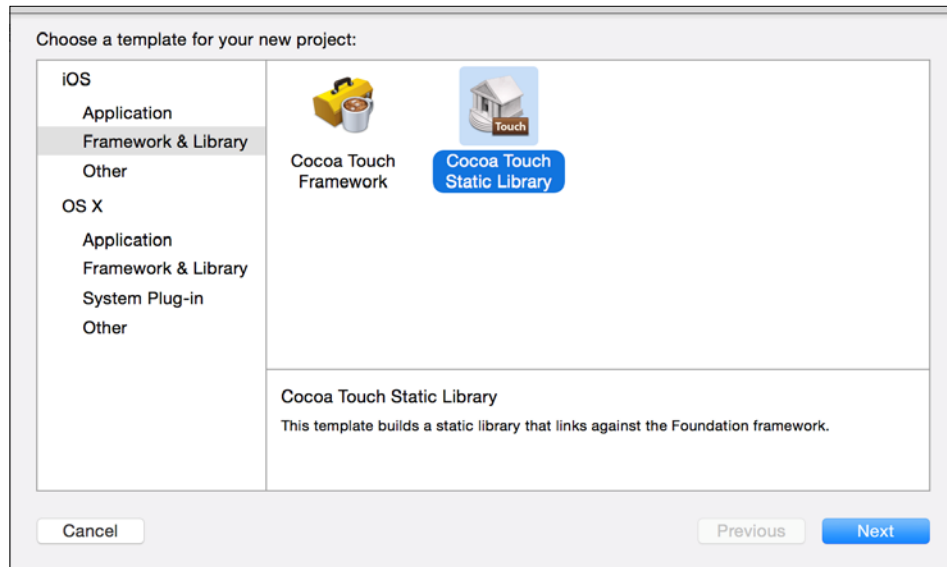 Choose a template for your new project:
iOS
Application
Framework & Library
Other
OS X
Application
Framework & Library
System Plug-in
Other
Cocoa Touch
Framework
Touch
Cocoa Touch
Static Library
Cocoa Touch Static Library
This template builds a static library that links against the Foundation framework.
Cancel
Previous
Next